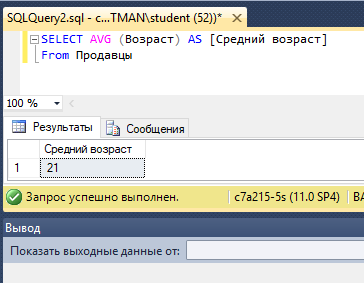 SQLQuery2.sql - c...TMAN\student (52))*
SELECT AVG (Возраст) AS [Средний возраст]
From Продавцы
100 %
Результаты Сообщения
Средний возраст
1 21
Запрос успешно выполнен. c7a215-5s (11.0 SP4) BA
Вывод
Показать выходные данные от: